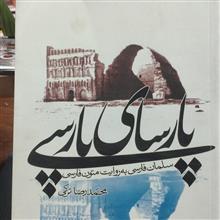 پارسای پارسی
سلمان فارسی به روایت متون فارسی
محمدرضا ترکی